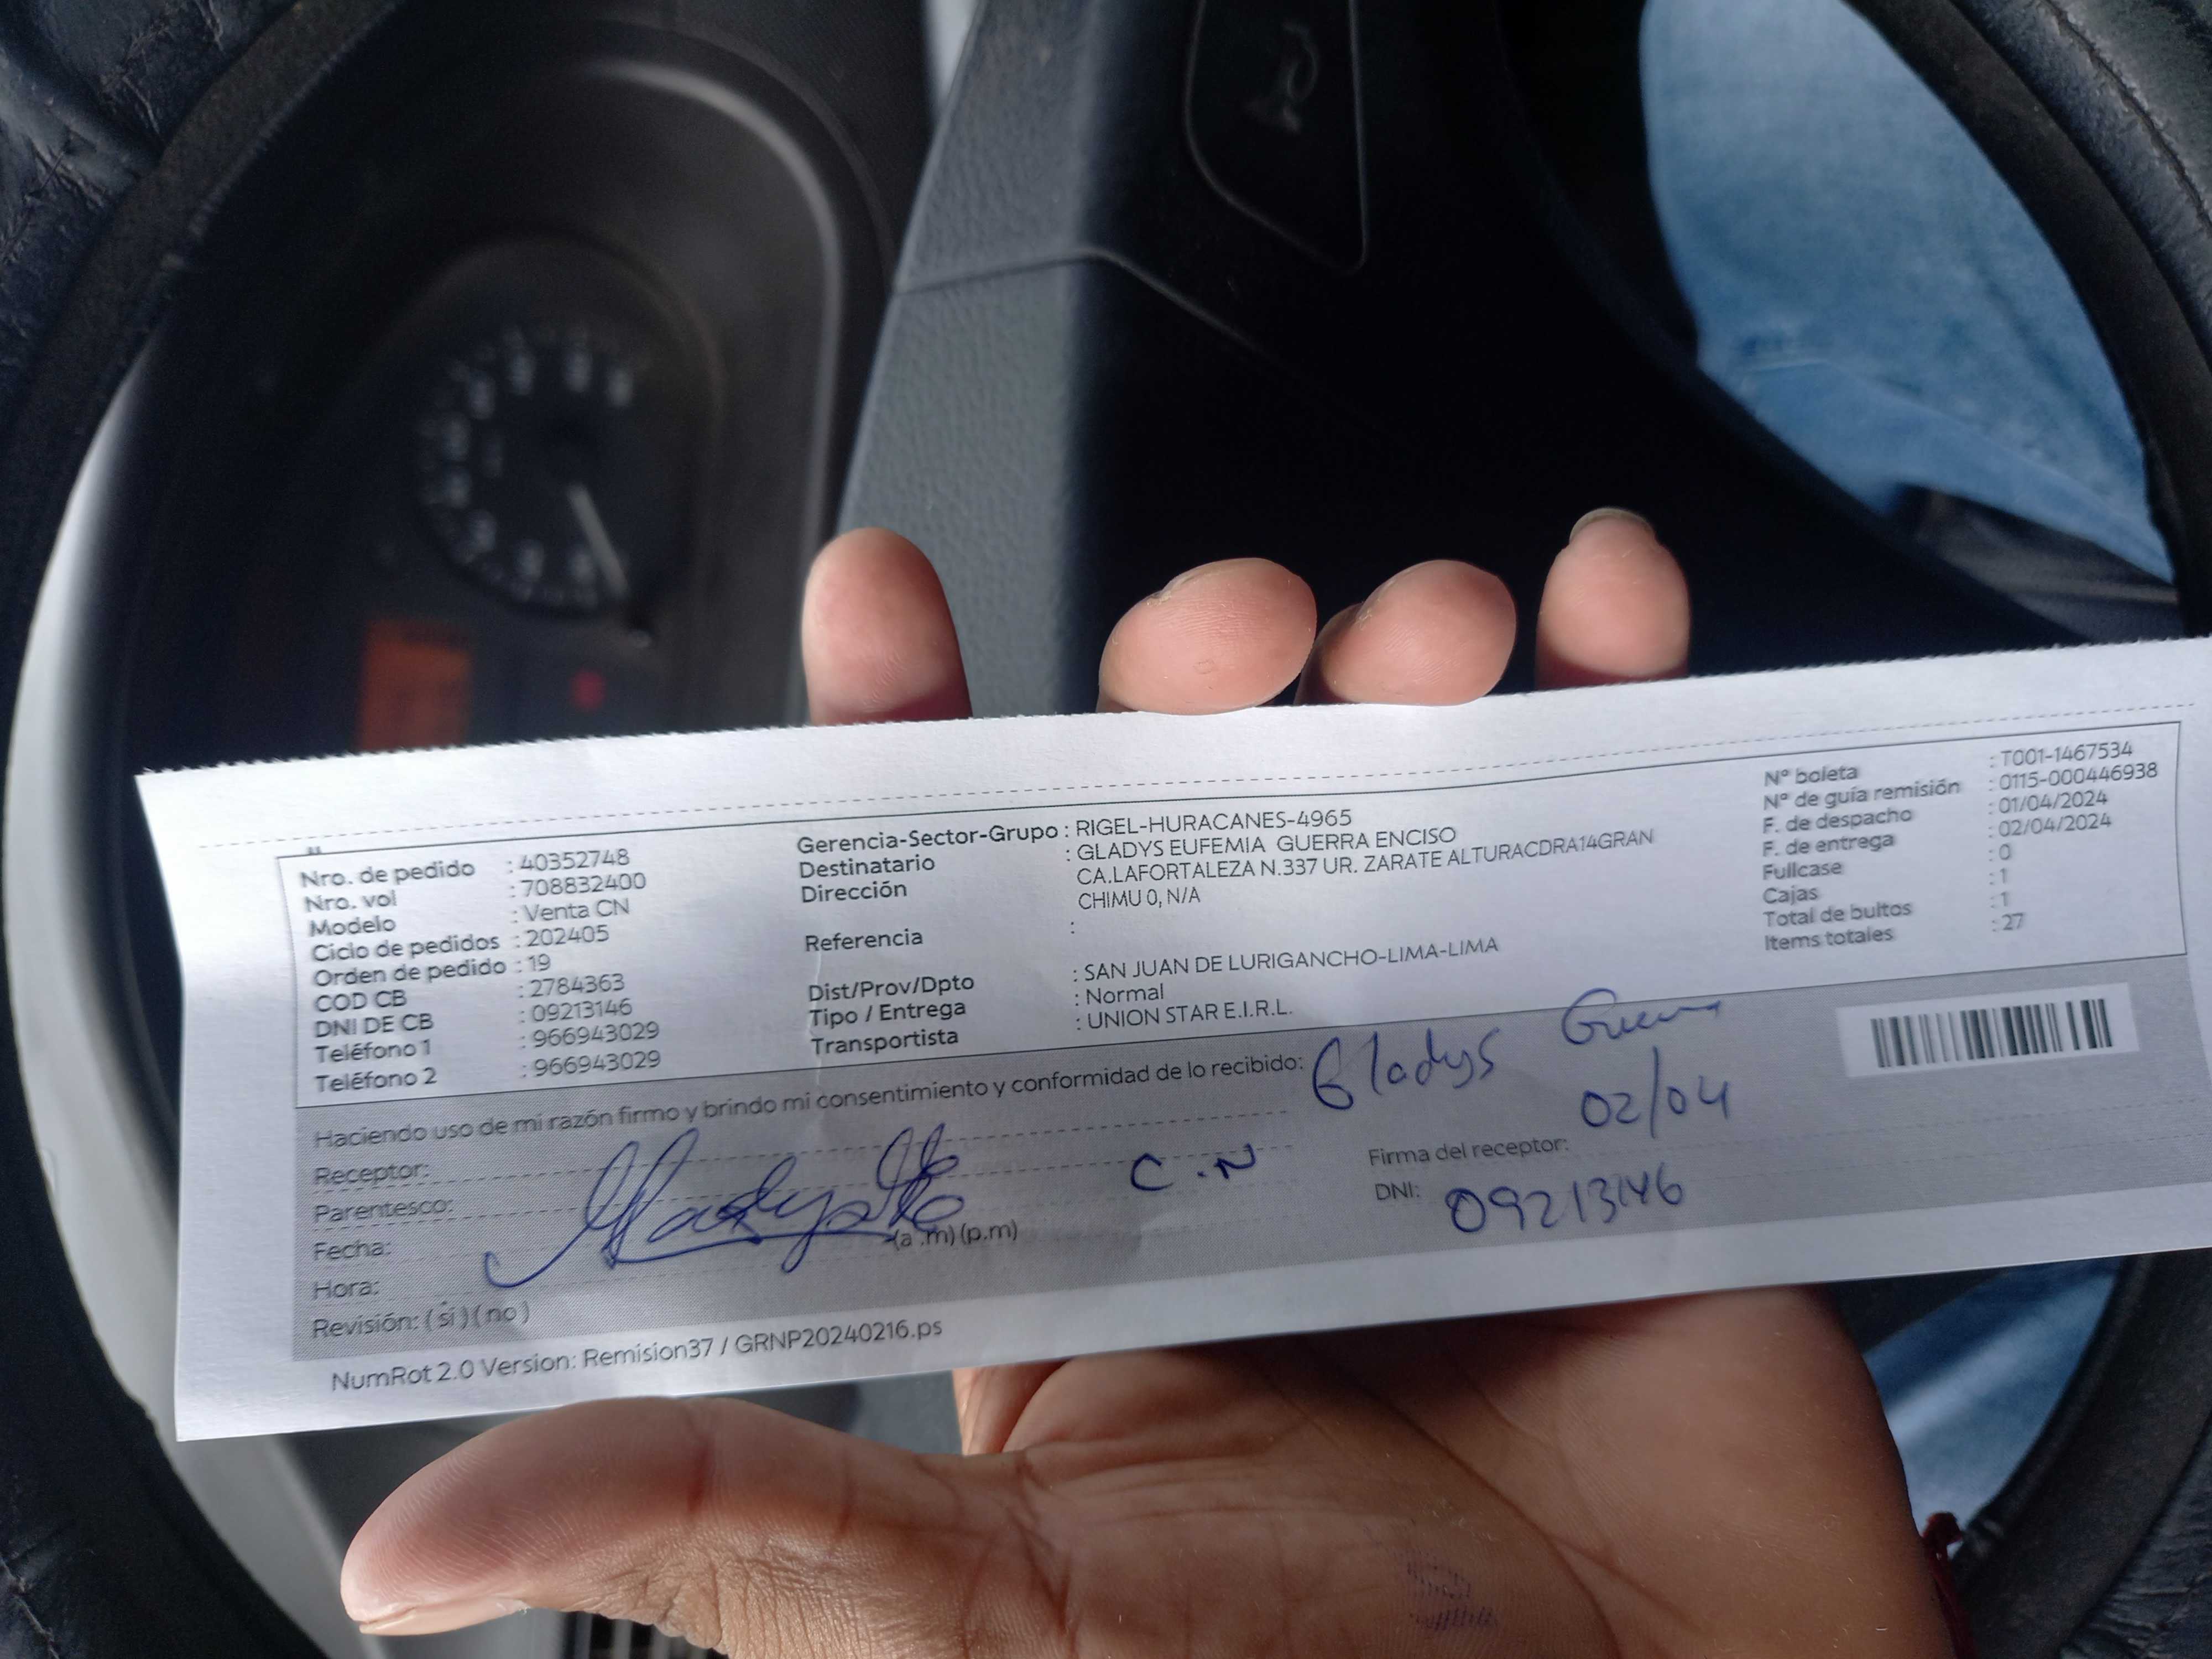 Nro. de pedido : 40352748
Nro. vol : 708832400
Modelo : Venta CN
Ciclo de pedidos : 202405
Orden de pedido : 19
COD CB : 2784363
DNI DE CB : 09213146
Teléfono 1 : 966943029
Teléfono 2 : 966943029
Gerencia-Sector-Grupo : RIGEL-HURACANES-4965
Destinatario : GLADYS EUFEMIA GUERRA ENCISO
Dirección CA.LAFORTALEZA N.337 UR. ZARATE ALTURACDRA14GRAN
CHIMU 0, N/A
Referencia :
Dist/Prov/Dpto : SAN JUAN DE LURIGANCHO-LIMA-LIMA
Tipo / Entrega : Normal
Transportista : UNION STAR E.I.R.L.
N° boleta : T001-1467534
N° de guía remisión : 0115-000446938
F. de despacho : 01/04/2024
F. de entrega : 02/04/2024
Fullcase : 0
Cajas : 1
Total de bultos : 1
Items totales : 27
Haciendo uso de mi razón firmo y brindo mi consentimiento y conformidad de lo recibido: Gladys Guerra
02/04
Receptor:
Parentesco: C.N
Fecha:
Hora: (a .m) (p.m)
Revisión: ( si ) ( no )
Firma del receptor:
DNI: 09213146
NumRot 2.0 Version: Remision37 / GRNP20240216.ps